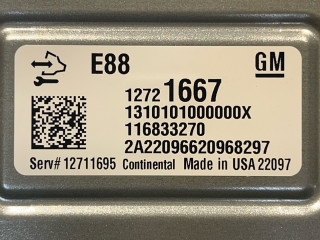 E88 GM
1272 1667
1310101000000X
116833270
2A22096620968297
Serv# 12711695 Continental Made in USA 22097